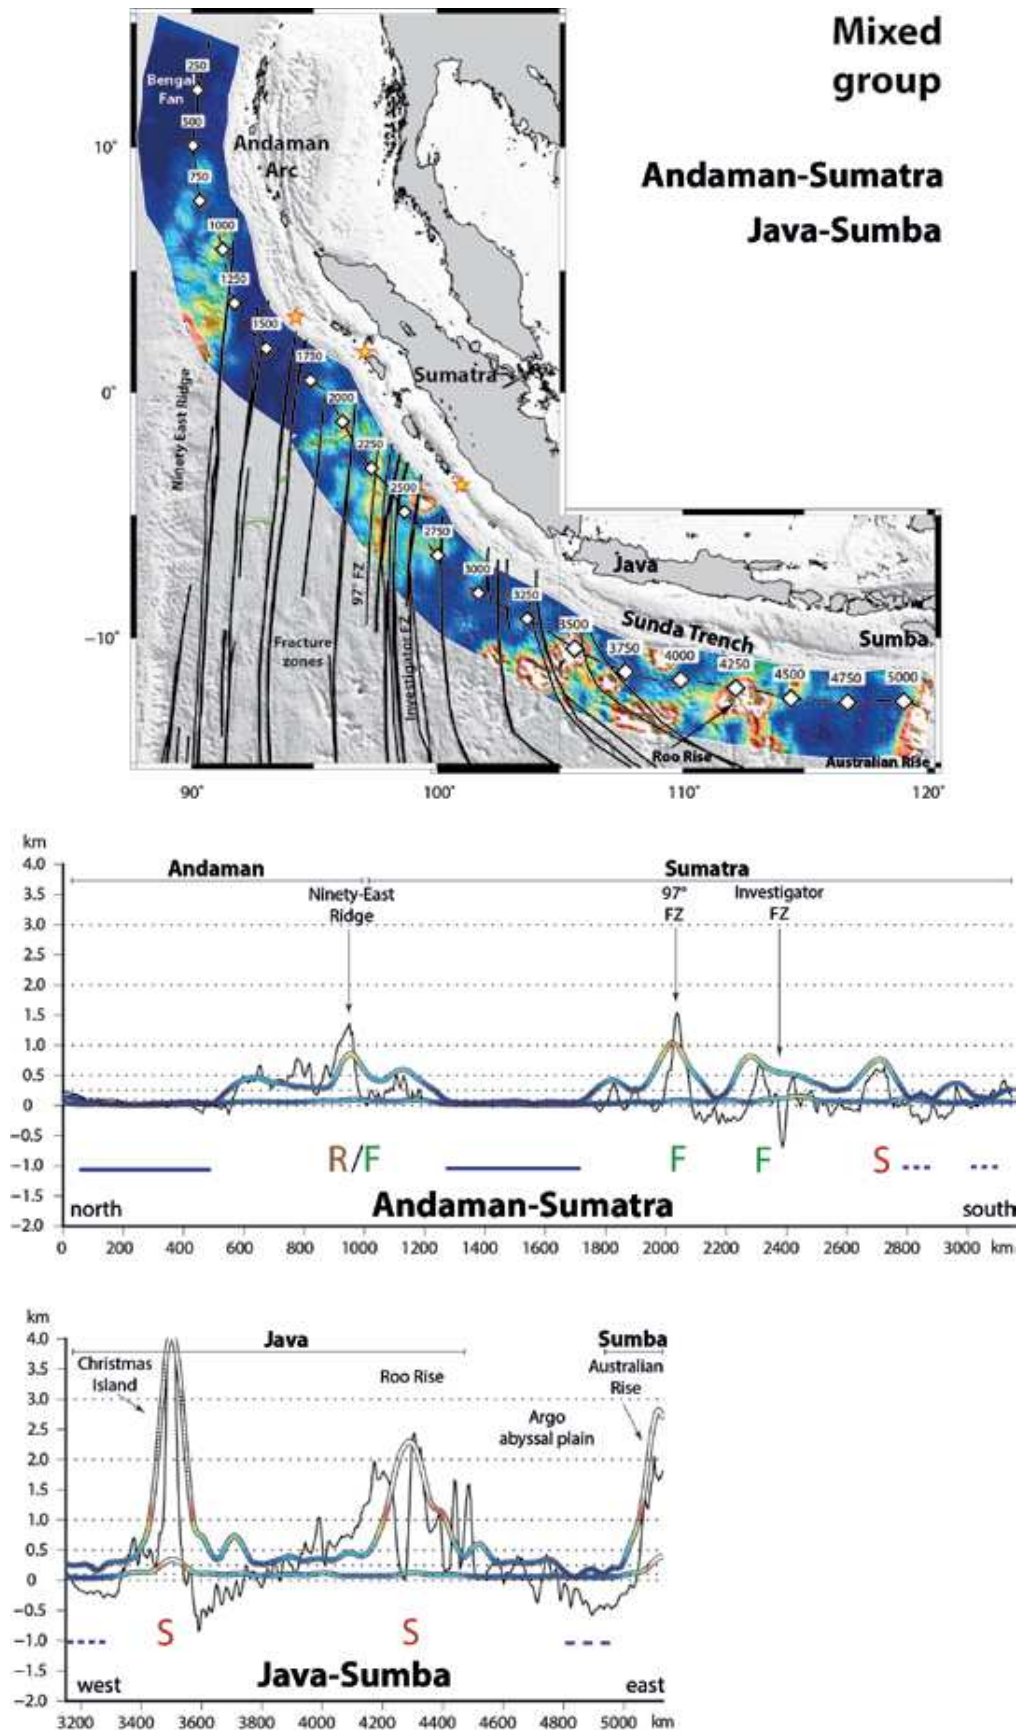 Mixed
group
Andaman-Sumatra
Java-Sumba
Bengal
Fan
250
500
750
1000
1250
1500
1750
2000
2250
2500
2750
3000
3250
3500
3750
4000
4250
4500
4750
5000
Andaman
Arc
Sumatra
Java
Sunda Trench
Sumba
Ninety East Ridge
97° FZ
Investigator FZ
Fracture
zones
Roo Rise
Australian Rise
10°
0°
−10°
90°
100°
110°
120°
km
4.0
3.5
3.0
2.5
2.0
1.5
1.0
0.5
0
−0.5
−1.0
−1.5
−2.0
Andaman
Sumatra
Ninety-East
Ridge
97°
FZ
Investigator
FZ
R/F
F
F
S
north
Andaman-Sumatra
south
0 200 400 600 800 1000 1200 1400 1600 1800 2000 2200 2400 2600 2800 3000 km
km
4.0
3.5
3.0
2.5
2.0
1.5
1.0
0.5
0
−0.5
−1.0
−1.5
−2.0
Java
Sumba
Christmas
Island
Roo Rise
Australian
Rise
Argo
abyssal plain
S
S
west
Java-Sumba
east
3200 3400 3600 3800 4000 4200 4400 4600 4800 5000 km